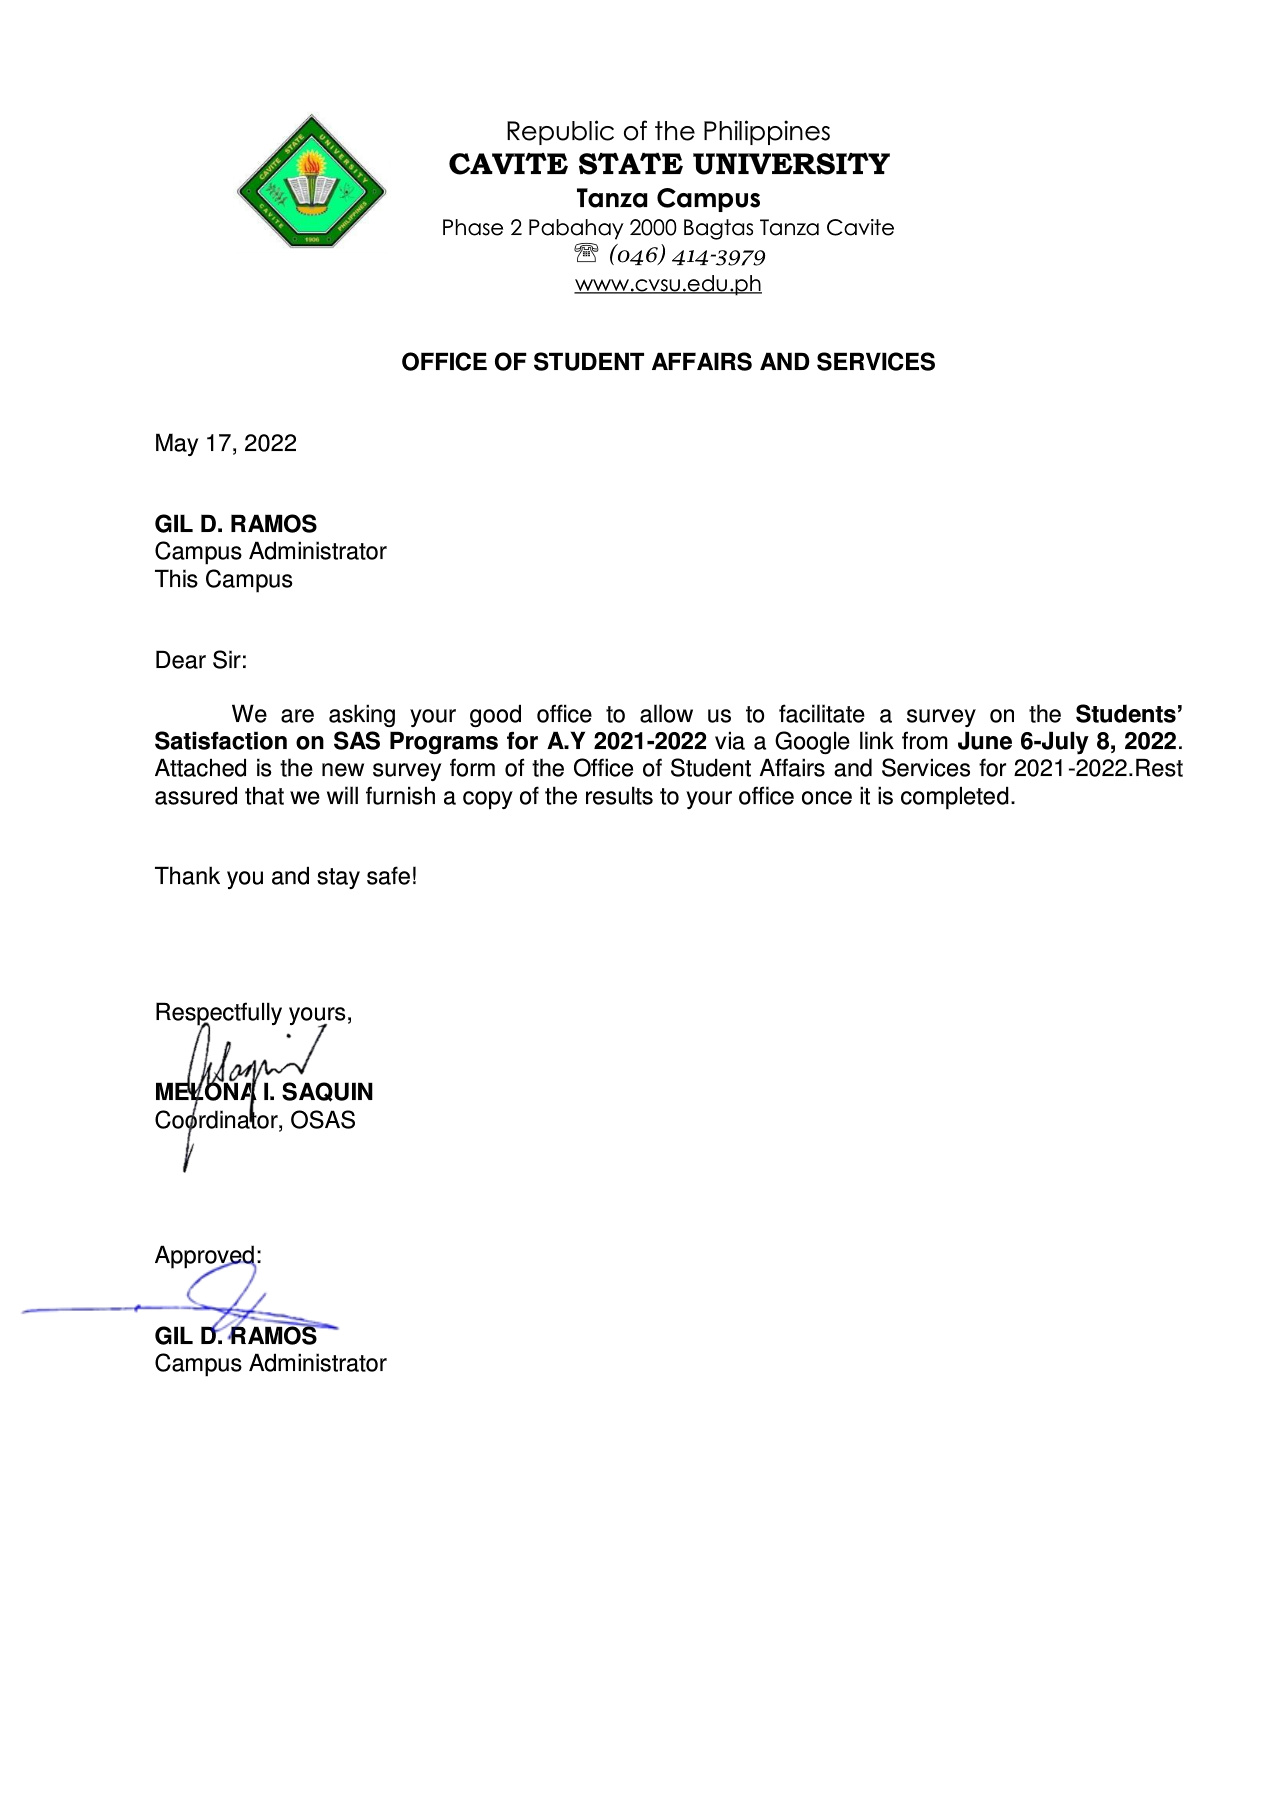 Republic of the Philippines
CAVITE STATE UNIVERSITY
Tanza Campus
Phase 2 Pabahay 2000 Bagtas Tanza Cavite
☏ (046) 414-3979
www.cvsu.edu.ph
CAVITE STATE UNIVERSITY
CAVITE PHILIPPINES
1906
OFFICE OF STUDENT AFFAIRS AND SERVICES
May 17, 2022
GIL D. RAMOS
Campus Administrator
This Campus
Dear Sir:
We are asking your good office to allow us to facilitate a survey on the Students’
Satisfaction on SAS Programs for A.Y 2021-2022 via a Google link from June 6-July 8, 2022.
Attached is the new survey form of the Office of Student Affairs and Services for 2021-2022.Rest
assured that we will furnish a copy of the results to your office once it is completed.
Thank you and stay safe!
Respectfully yours,
MELONA I. SAQUIN
Coordinator, OSAS
Approved:
GIL D. RAMOS
Campus Administrator